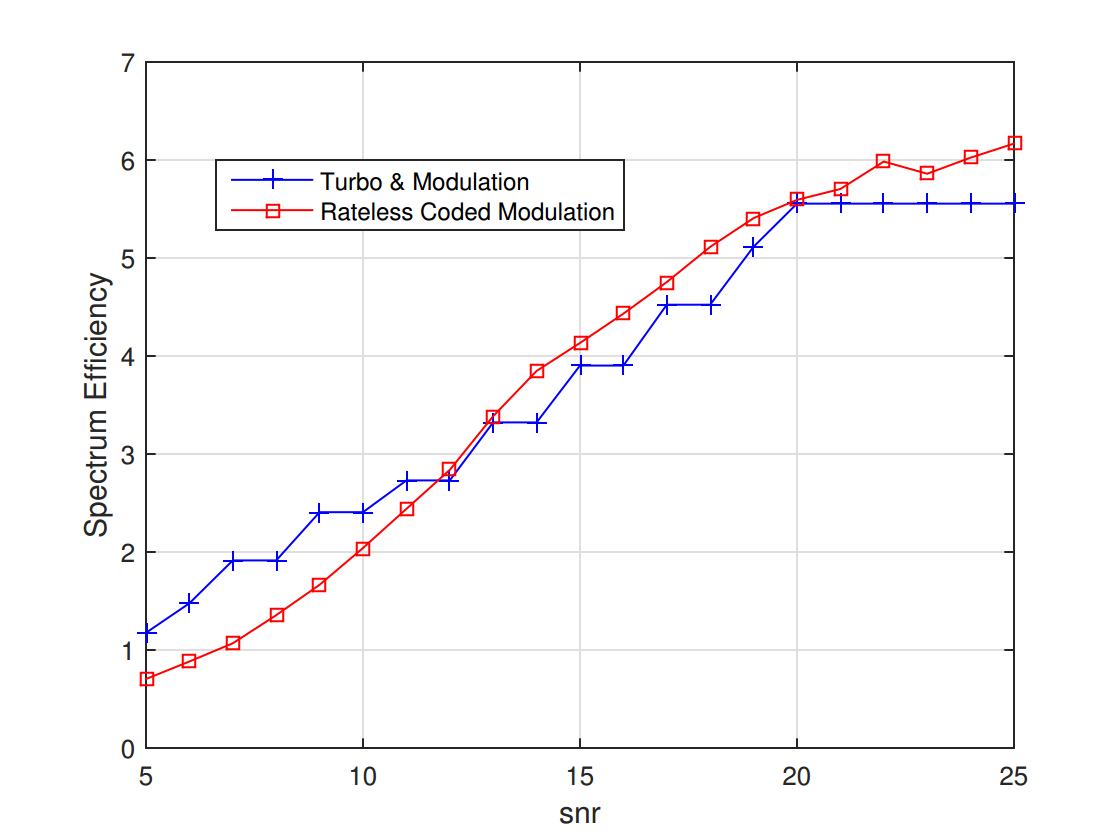 7
6
5
4
3
2
1
0
Spectrum Efficiency
Turbo & Modulation
Rateless Coded Modulation
5 10 15 20 25
snr